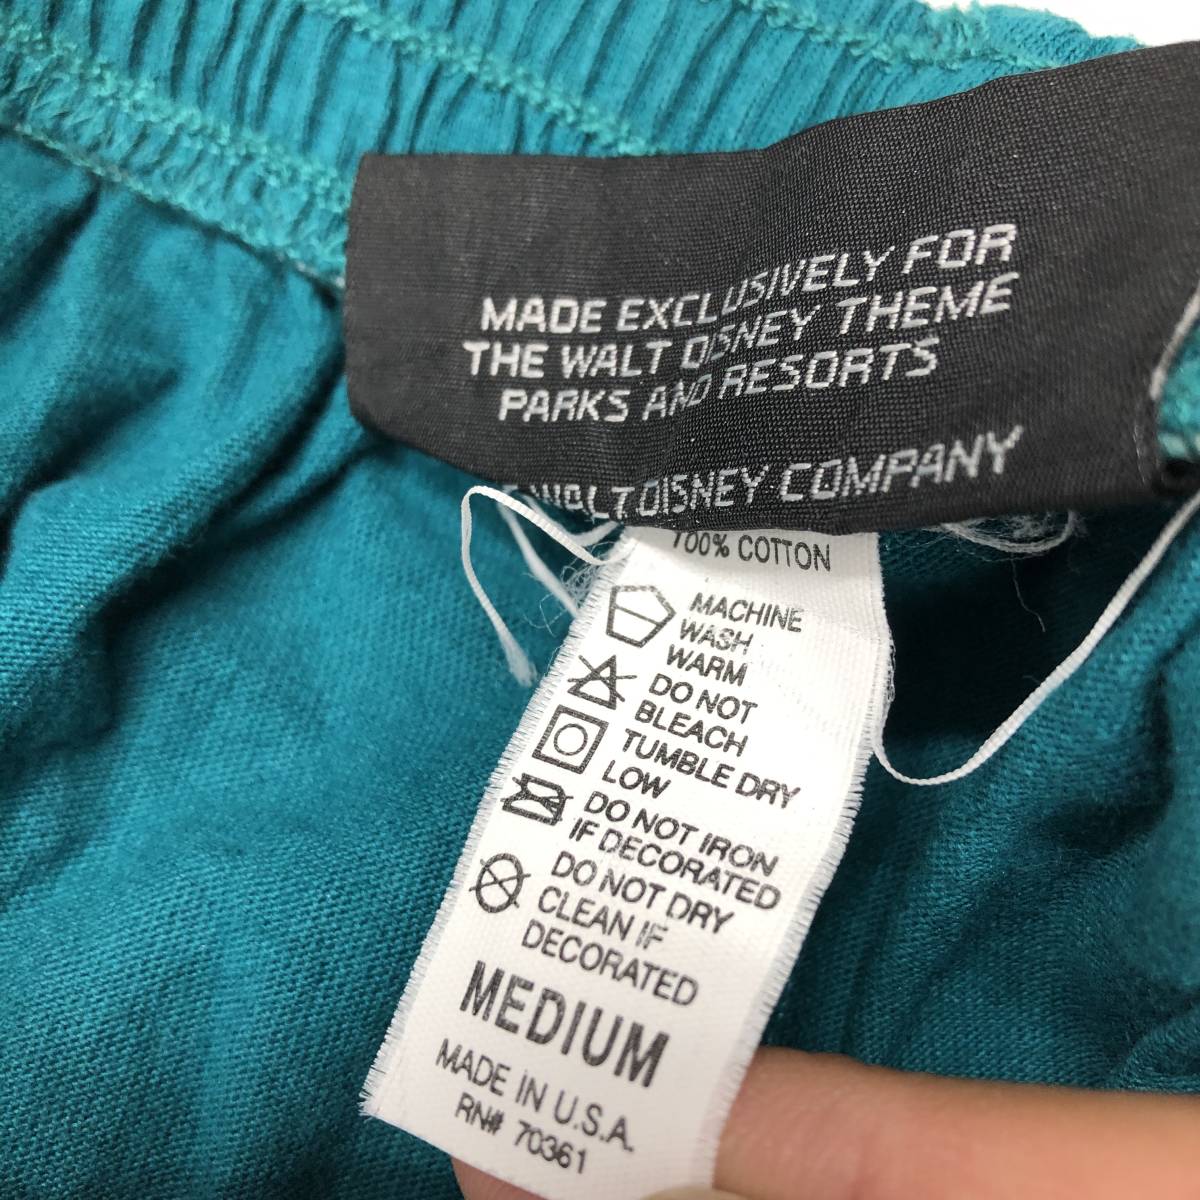 MADE EXCLUSIVELY FOR
THE WALT DISNEY THEME
PARKS AND RESORTS
WALT DISNEY COMPANY
100% COTTON
MACHINE
WASH
WARM
DO NOT
BLEACH
TUMBLE DRY
LOW
DO NOT IRON
IF DECORATED
DO NOT DRY
CLEAN IF
DECORATED
MEDIUM
MADE IN U.S.A.
RN# 70361